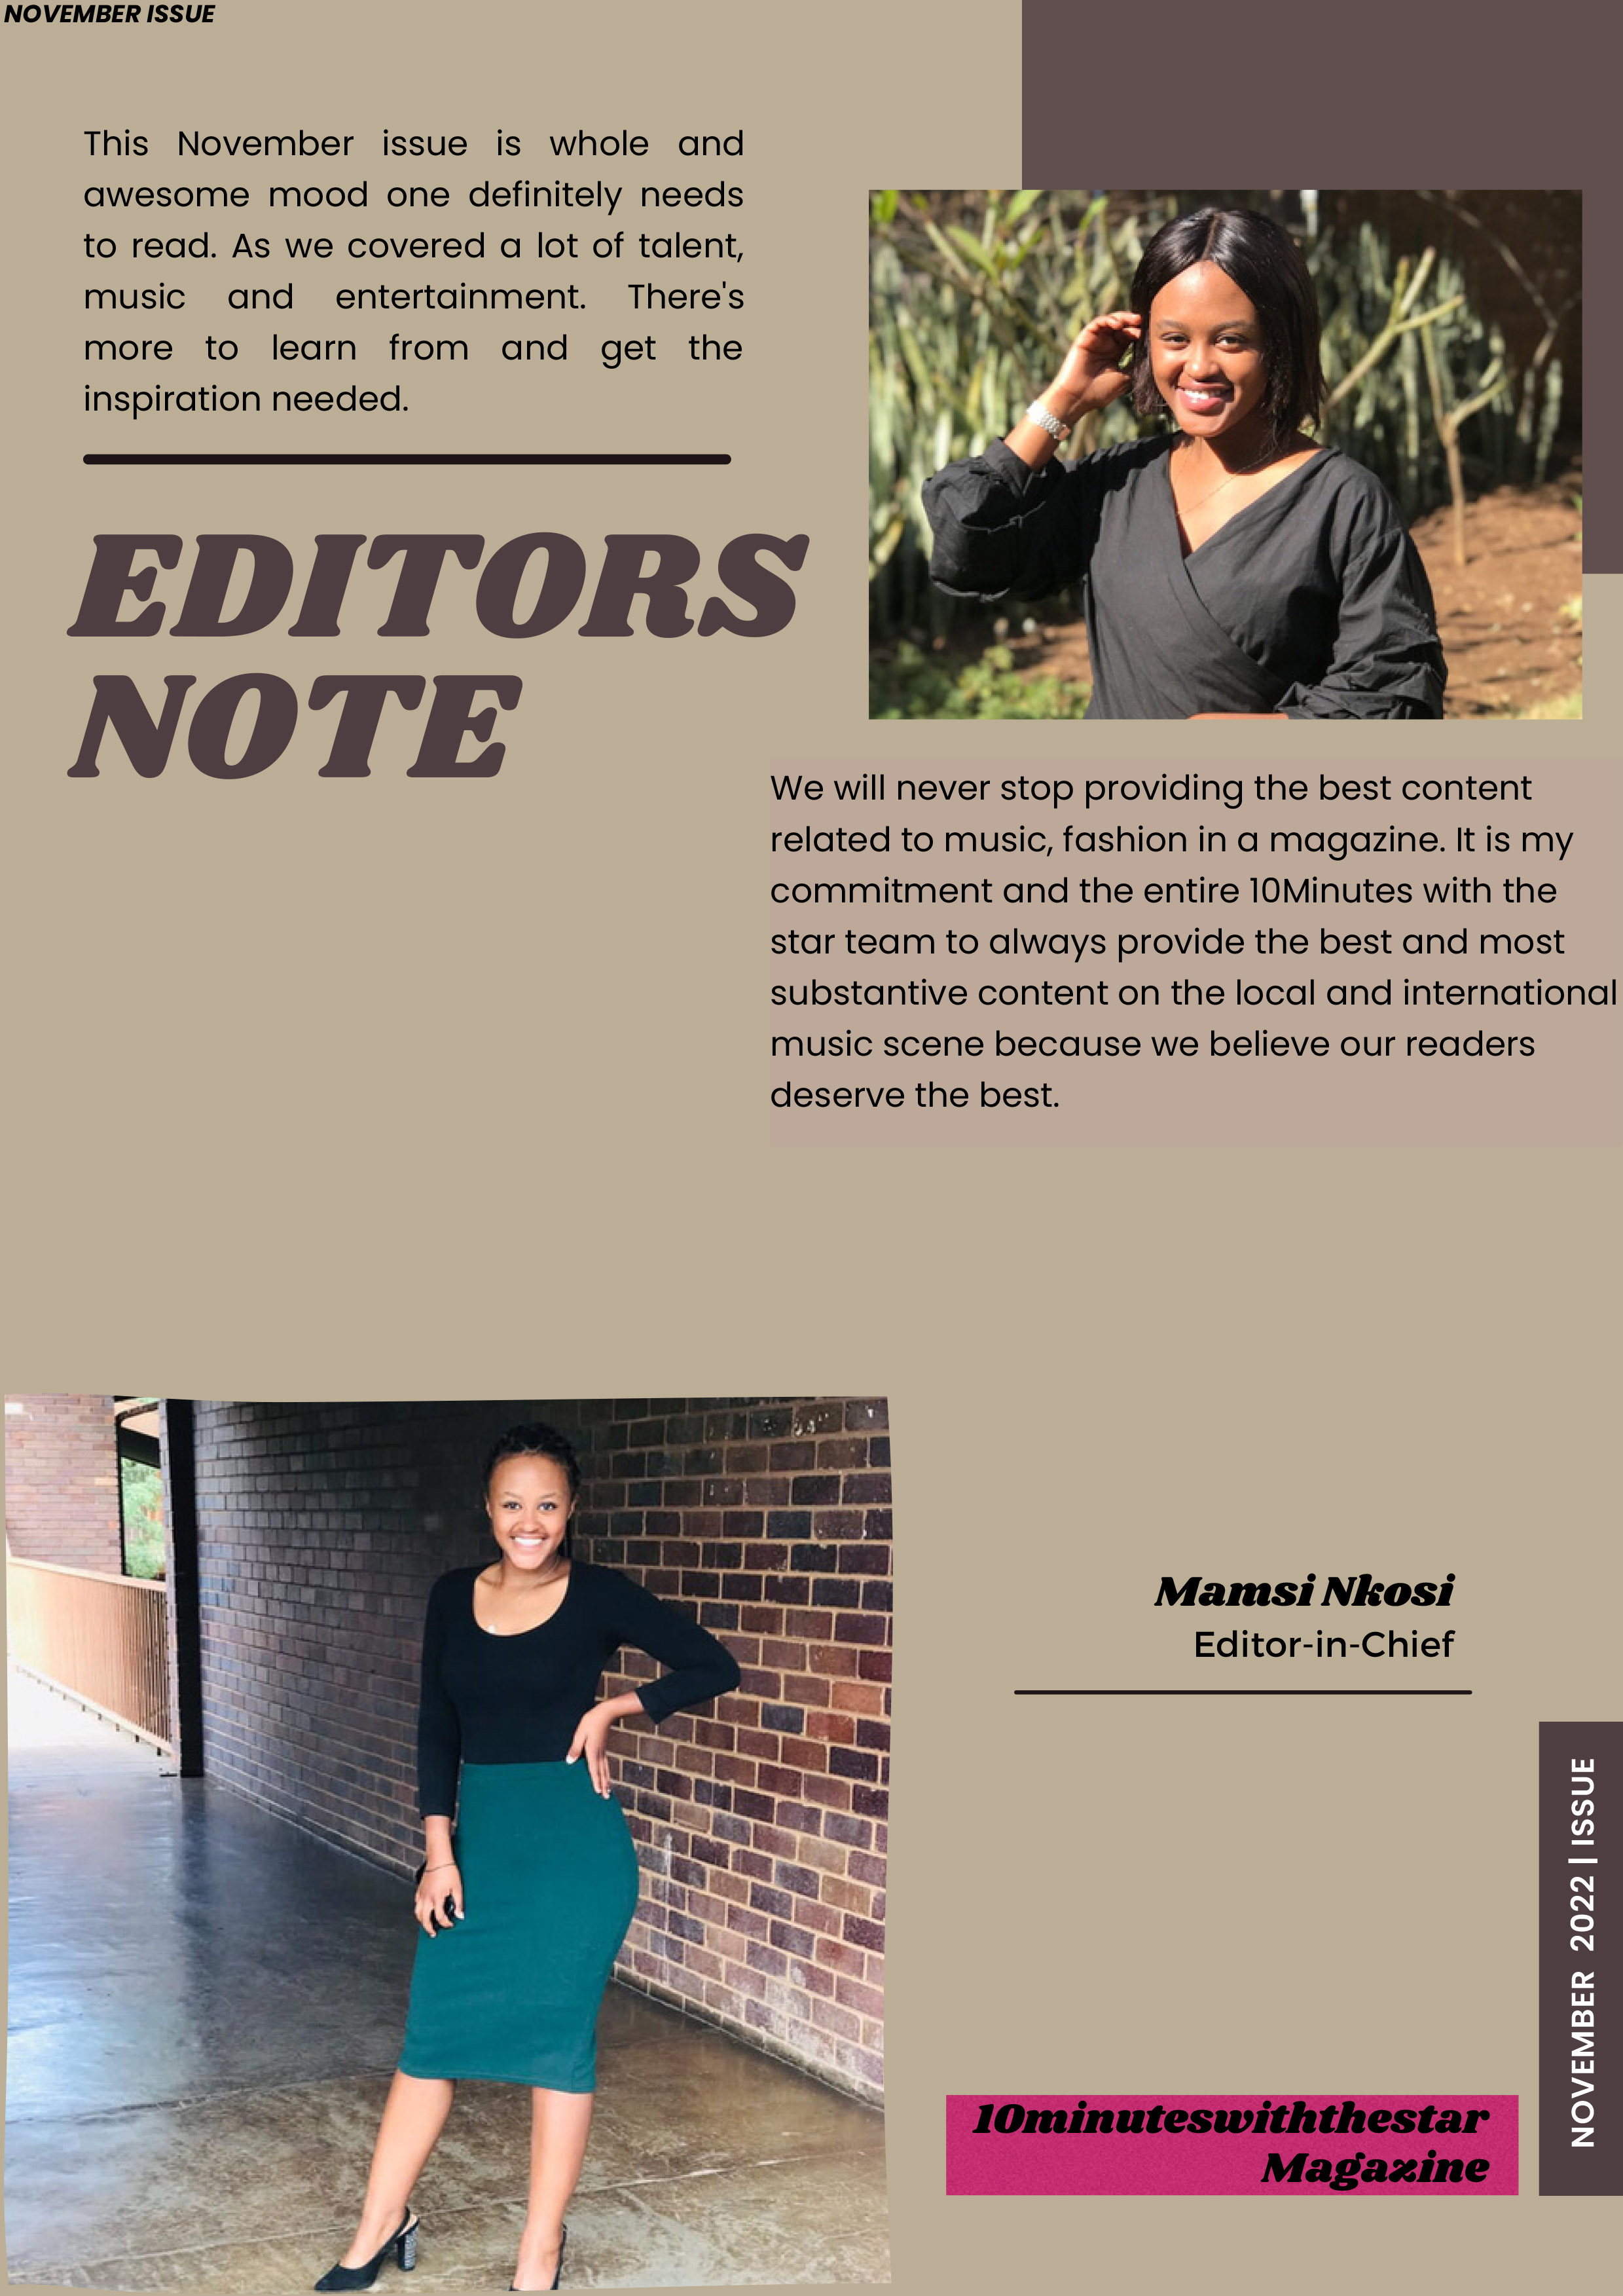 NOVEMBER ISSUE
This November issue is whole and
awesome mood one definitely needs
to read. As we covered a lot of talent,
music and entertainment. There's
more to learn from and get the
inspiration needed.
EDITORS
NOTE
We will never stop providing the best content
related to music, fashion in a magazine. It is my
commitment and the entire 10Minutes with the
star team to always provide the best and most
substantive content on the local and international
music scene because we believe our readers
deserve the best.
Mamsi Nkosi
Editor-in-Chief
NOVEMBER 2022 | ISSUE
10minuteswiththestar
Magazine